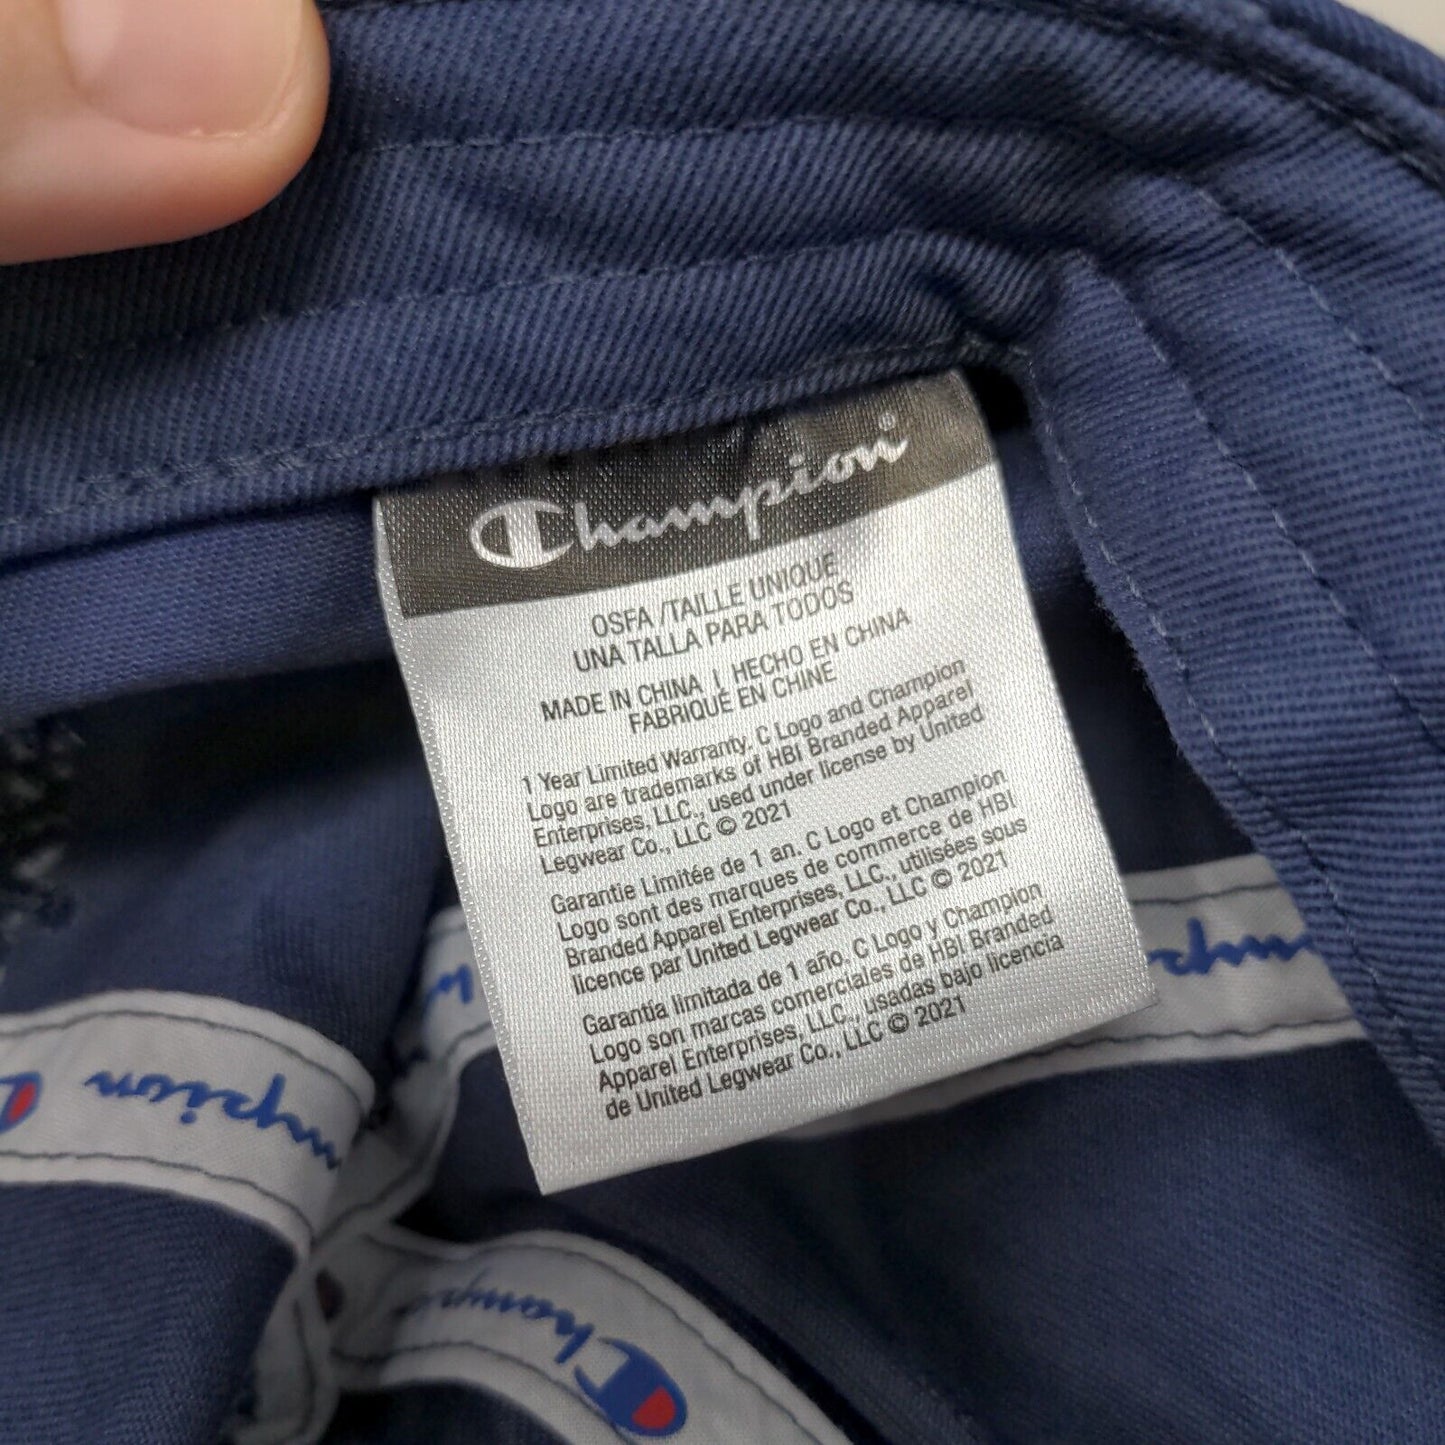 Champion®
OSFA /TAILLE UNIQUE
UNA TALLA PARA TODOS
MADE IN CHINA | HECHO EN CHINA
FABRIQUÉ EN CHINE
1 Year Limited Warranty. C Logo and Champion
Logo are trademarks of HBI Branded Apparel
Enterprises, LLC., used under license by United
Legwear Co., LLC © 2021
Garantie Limitée de 1 an. C Logo et Champion
Logo sont des marques de commerce de HBI
Branded Apparel Enterprises, LLC., utilisées sous
licence par United Legwear Co., LLC © 2021
Garantía limitada de 1 año. C Logo y Champion
Logo son marcas comerciales de HBI Branded
Apparel Enterprises, LLC., usadas bajo licencia
de United Legwear Co., LLC © 2021
Champion